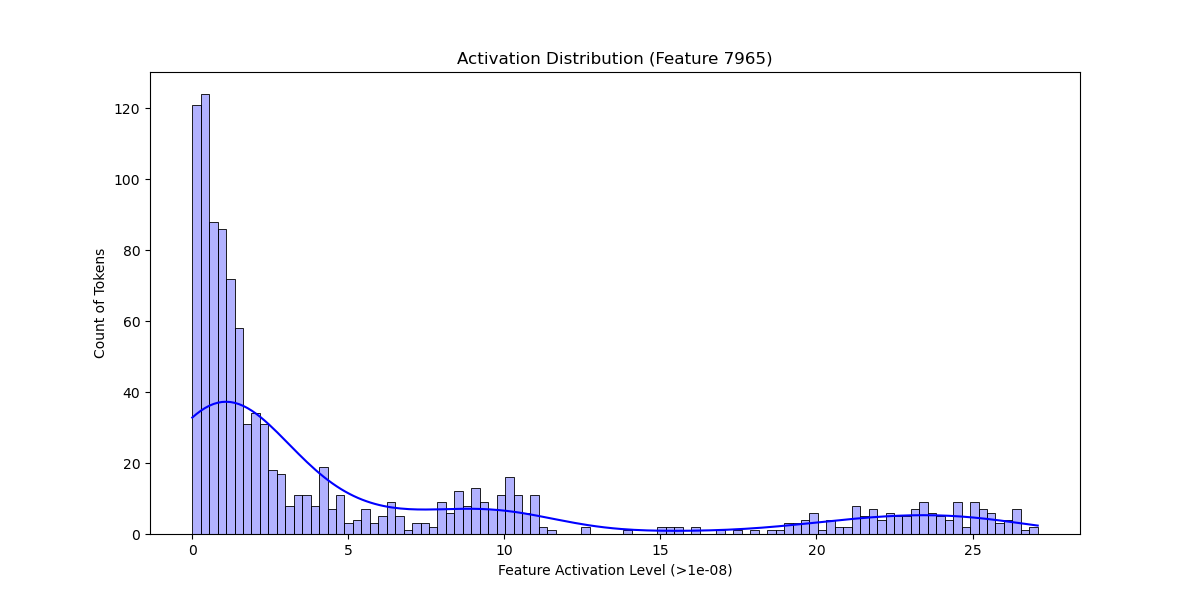 Activation Distribution (Feature 7965)
120
100
80
60
40
20
0
Count of Tokens
0 5 10 15 20 25
Feature Activation Level (>1e-08)